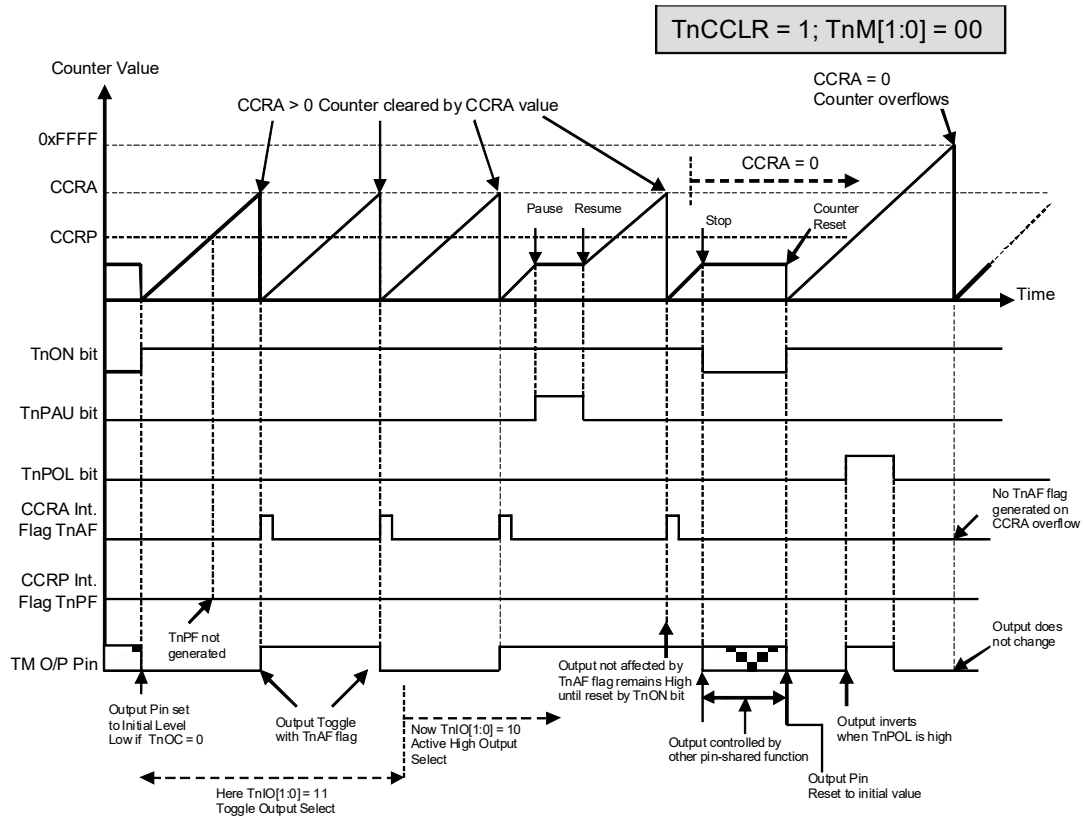 TnCCLR = 1; TnM[1:0] = 00
Counter Value
CCRA = 0
Counter overflows
CCRA > 0 Counter cleared by CCRA value
0xFFFF
CCRA = 0
CCRA
Pause
Resume
Stop
Counter
Reset
CCRP
Time
TnON bit
TnPAU bit
TnPOL bit
No TnAF flag
generated on
CCRA overflow
CCRA Int.
Flag TnAF
CCRP Int.
Flag TnPF
TnPF not
generated
Output does
not change
TM O/P Pin
Output not affected by
TnAF flag remains High
until reset by TnON bit
Output Pin set
to Initial Level
Low if TnOC = 0
Output Toggle
with TnAF flag
Now TnIO[1:0] = 10
Active High Output
Select
Output controlled by
other pin-shared function
Output inverts
when TnPOL is high
Output Pin
Reset to initial value
Here TnIO[1:0] = 11
Toggle Output Select